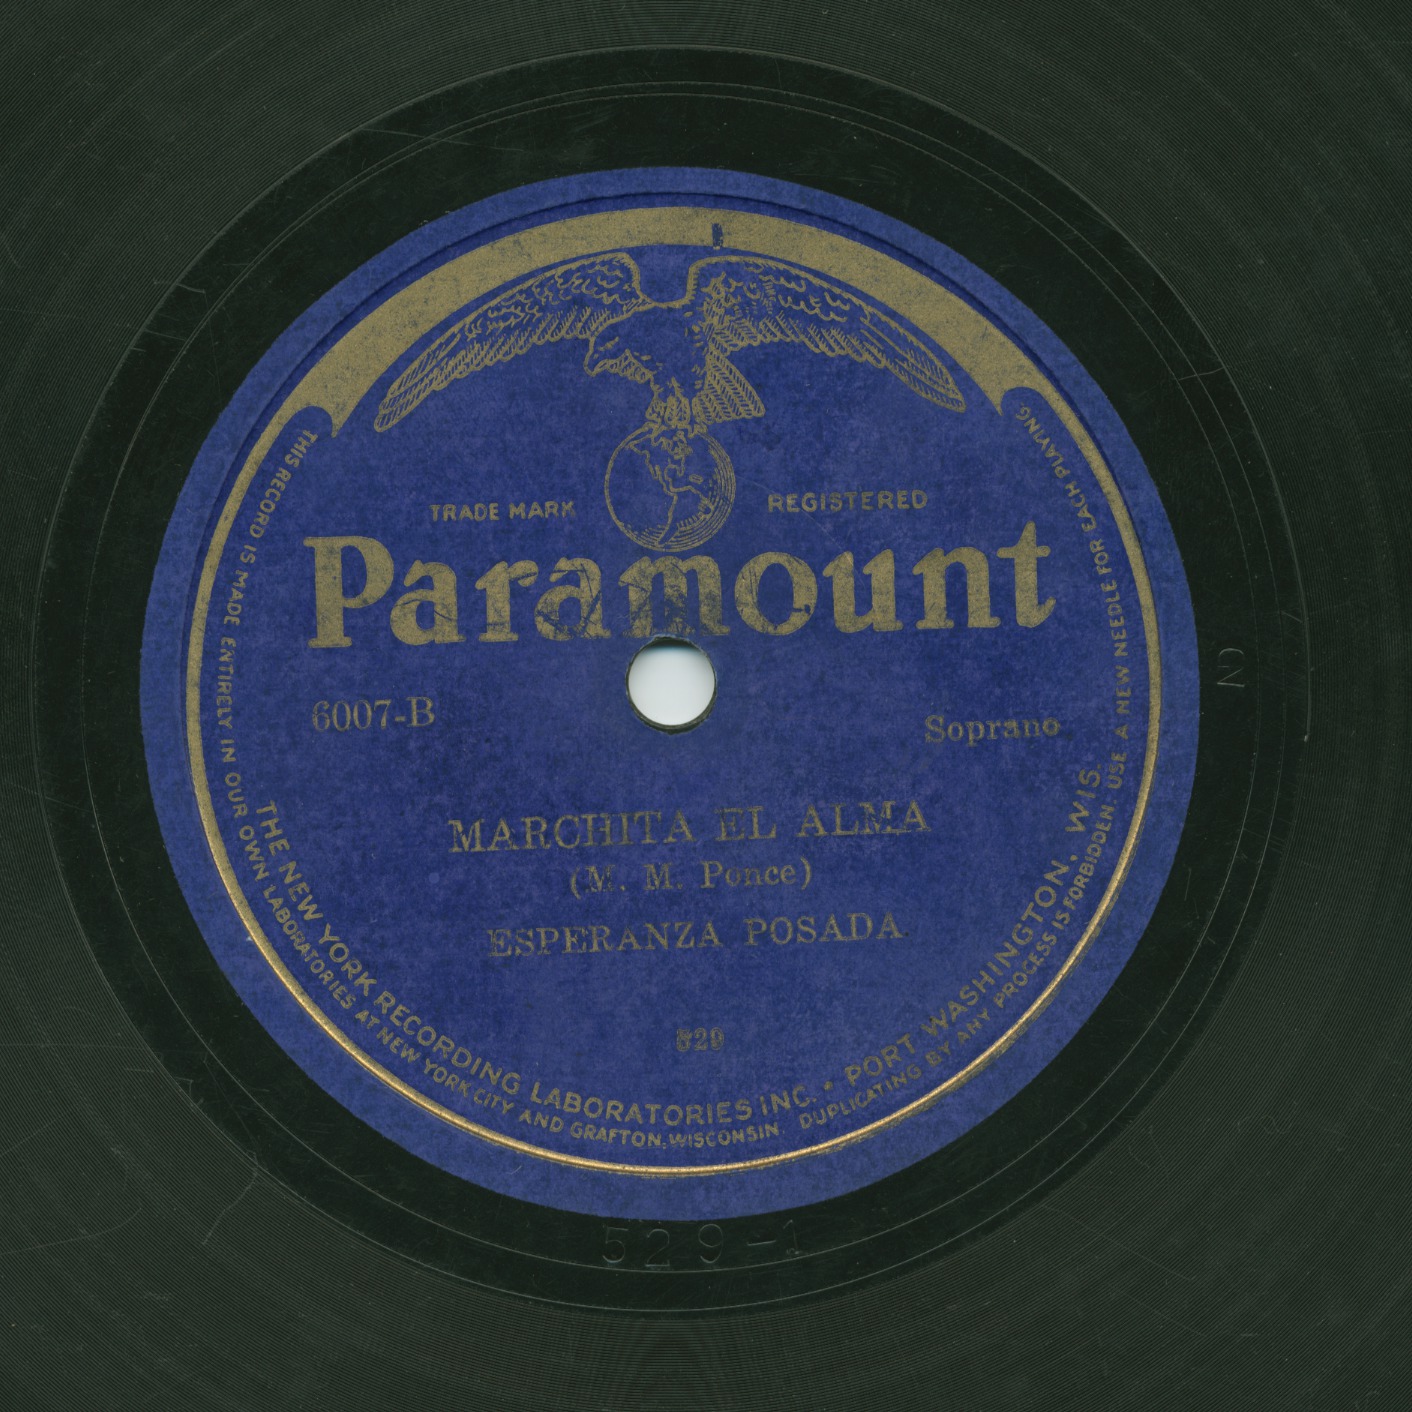 TRADE MARK REGISTERED
Paramount
6007-B
Soprano
MARCHITA EL ALMA
(M. M. Ponce)
ESPERANZA POSADA
529
THE NEW YORK RECORDING LABORATORIES INC. • PORT WASHINGTON, WIS.
THIS RECORD IS MADE ENTIRELY IN OUR OWN LABORATORIES AT NEW YORK CITY AND GRAFTON, WISCONSIN. DUPLICATING BY ANY PROCESS IS FORBIDDEN. USE A NEW NEEDLE FOR EACH PLAYING
2
529-1